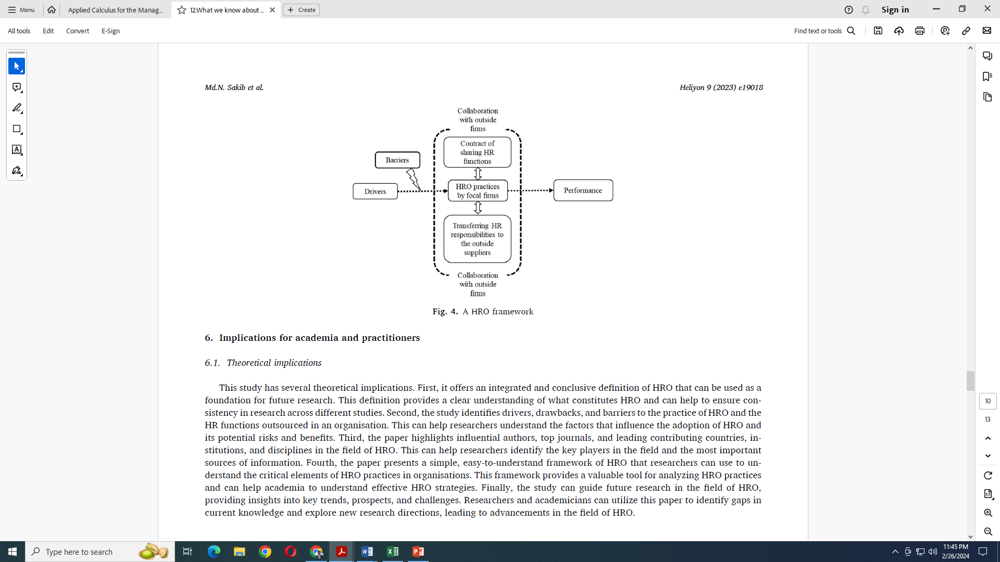 Menu
Applied Calculus for the Manag...
12.What we know about ...
Create
Sign in
All tools
Edit
Convert
E-Sign
Find text or tools
Md.N. Sakib et al.
Heliyon 9 (2023) e19018
Collaboration
with outside
firms
Contract of
sharing HR
functions
Barriers
Drivers
HRO practices
by focal firms
Performance
Transferring HR
responsibilities to
the outside
suppliers
Collaboration
with outside
firms
Fig. 4. A HRO framework
6. Implications for academia and practitioners
6.1. Theoretical implications
This study has several theoretical implications. First, it offers an integrated and conclusive definition of HRO that can be used as a
foundation for future research. This definition provides a clear understanding of what constitutes HRO and can help to ensure con-
sistency in research across different studies. Second, the study identifies drivers, drawbacks, and barriers to the practice of HRO and the
HR functions outsourced in an organisation. This can help researchers understand the factors that influence the adoption of HRO and
its potential risks and benefits. Third, the paper highlights influential authors, top journals, and leading contributing countries, in-
stitutions, and disciplines in the field of HRO. This can help researchers identify the key players in the field and the most important
sources of information. Fourth, the paper presents a simple, easy-to-understand framework of HRO that researchers can use to un-
derstand the critical elements of HRO practices in organisations. This framework provides a valuable tool for analyzing HRO practices
and can help academia to understand effective HRO strategies. Finally, the study can guide future research in the field of HRO,
providing insights into key trends, prospects, and challenges. Researchers and academicians can utilize this paper to identify gaps in
current knowledge and explore new research directions, leading to advancements in the field of HRO.
10
13
Type here to search
11:45 PM
2/26/2024